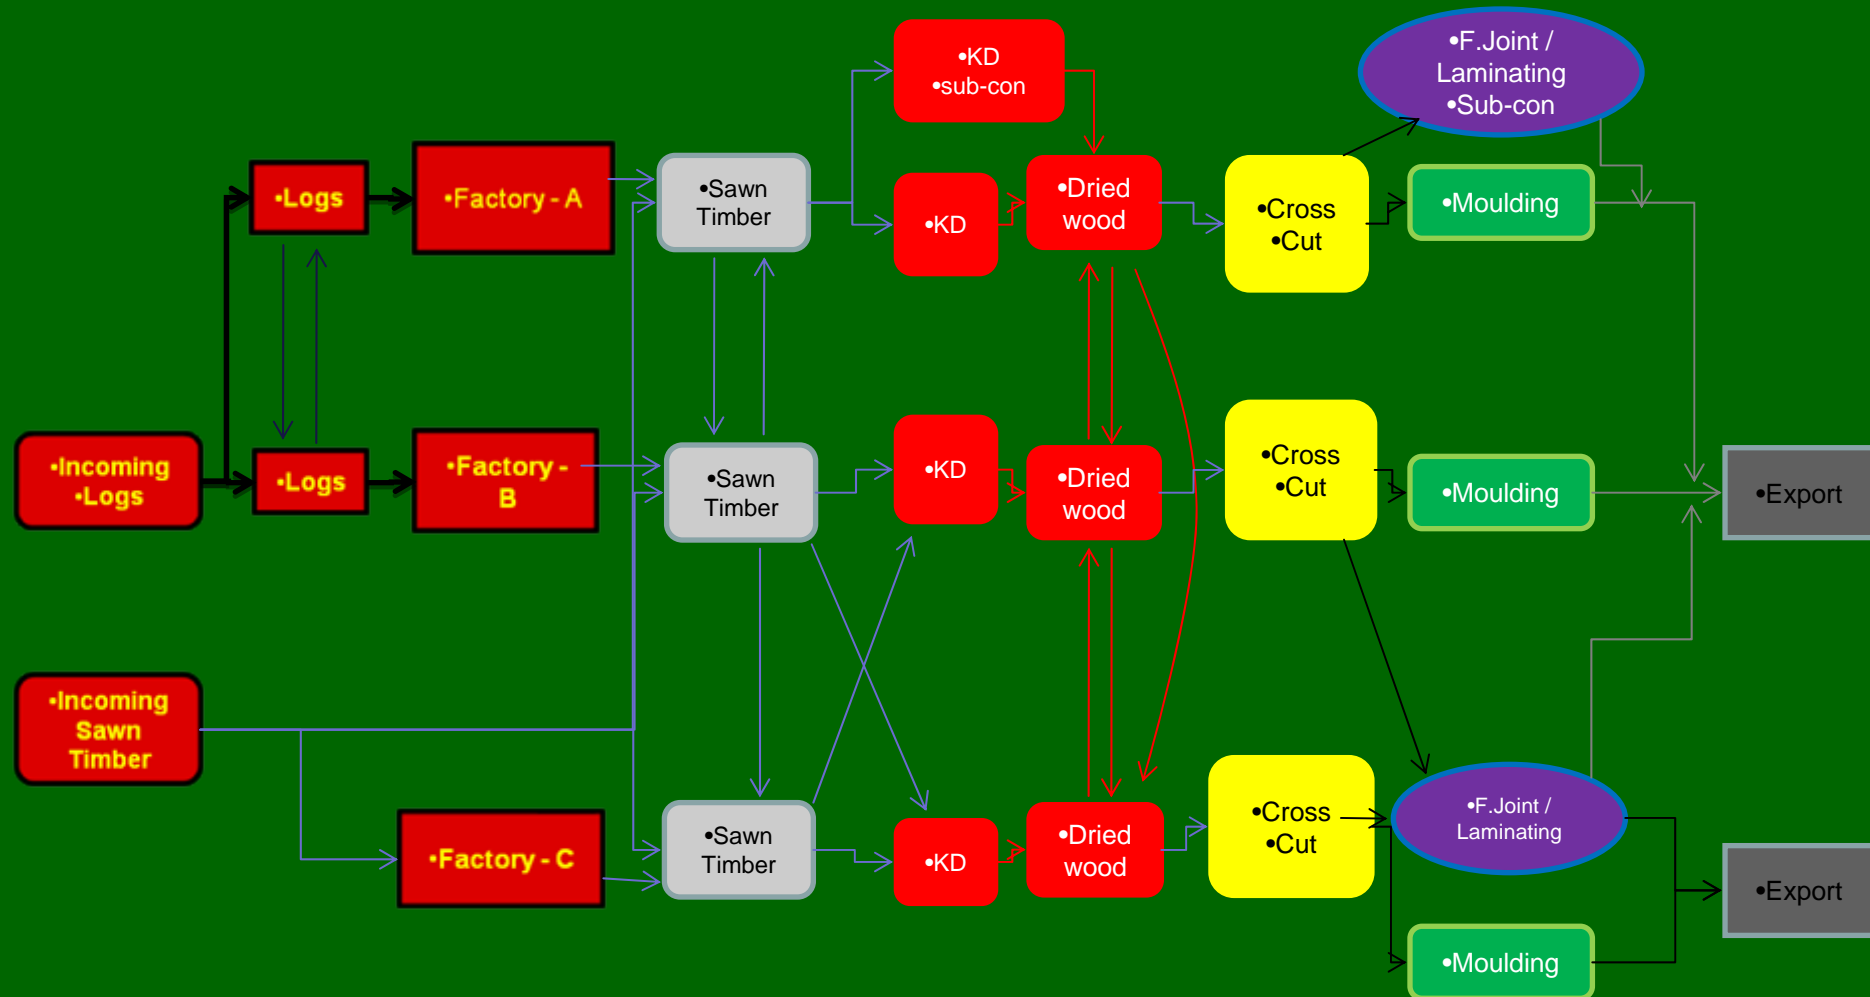 •KD
•sub-con
•F.Joint /
Laminating
•Sub-con
•Logs
•Factory - A
•Sawn
Timber
•KD
•Dried
wood
•Cross
•Cut
•Moulding
•Incoming
•Logs
•Logs
•Factory -
B
•Sawn
Timber
•KD
•Dried
wood
•Cross
•Cut
•Moulding
•Export
•Incoming
Sawn
Timber
•Factory - C
•Sawn
Timber
•KD
•Dried
wood
•Cross
•Cut
•F.Joint /
Laminating
•Export
•Moulding